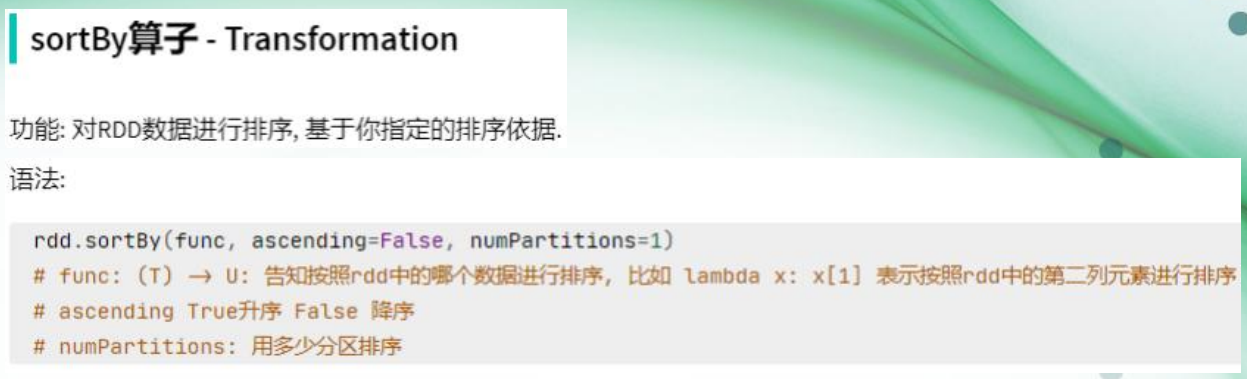 sortBy算子 - Transformation
功能: 对RDD数据进行排序, 基于你指定的排序依据.
语法:
rdd.sortBy(func, ascending=False, numPartitions=1)
# func: (T) → U: 告知按照rdd中的哪个数据进行排序, 比如 lambda x: x[1] 表示按照rdd中的第二列元素进行排序
# ascending True升序 False 降序
# numPartitions: 用多少分区排序